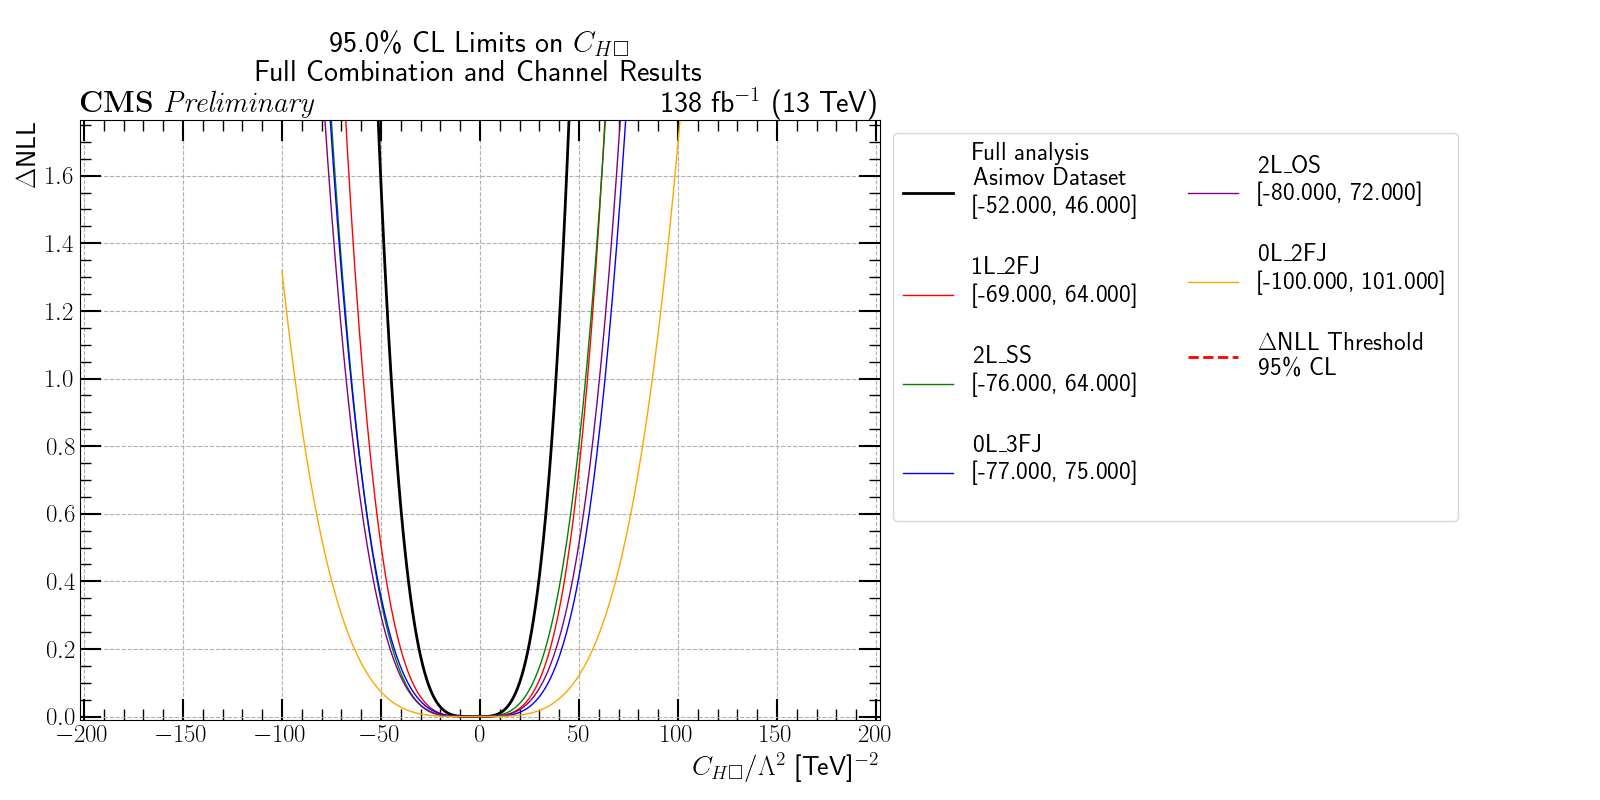 95.0% CL Limits on C_{H□}
Full Combination and Channel Results
CMS Preliminary
138 fb⁻¹ (13 TeV)
ΔNLL
1.6
1.4
1.2
1.0
0.8
0.6
0.4
0.2
0.0
−200 −150 −100 −50 0 50 100 150 200
C_{H□}/Λ² [TeV]⁻²
Full analysis
Asimov Dataset
[-52.000, 46.000]
1L_2FJ
[-69.000, 64.000]
2L_SS
[-76.000, 64.000]
0L_3FJ
[-77.000, 75.000]
2L_OS
[-80.000, 72.000]
0L_2FJ
[-100.000, 101.000]
ΔNLL Threshold
95% CL